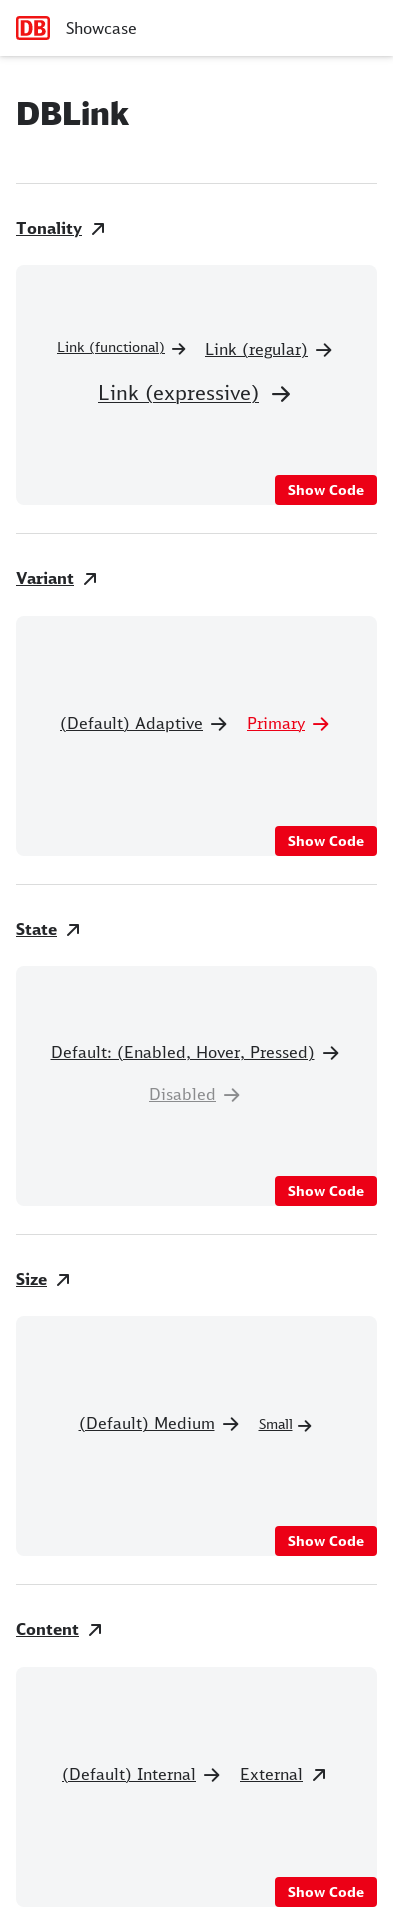 DB Showcase
DBLink
Tonality
Link (functional) Link (regular)
Link (expressive)
Show Code
Variant
(Default) Adaptive Primary
Show Code
State
Default: (Enabled, Hover, Pressed)
Disabled
Show Code
Size
(Default) Medium Small
Show Code
Content
(Default) Internal External
Show Code